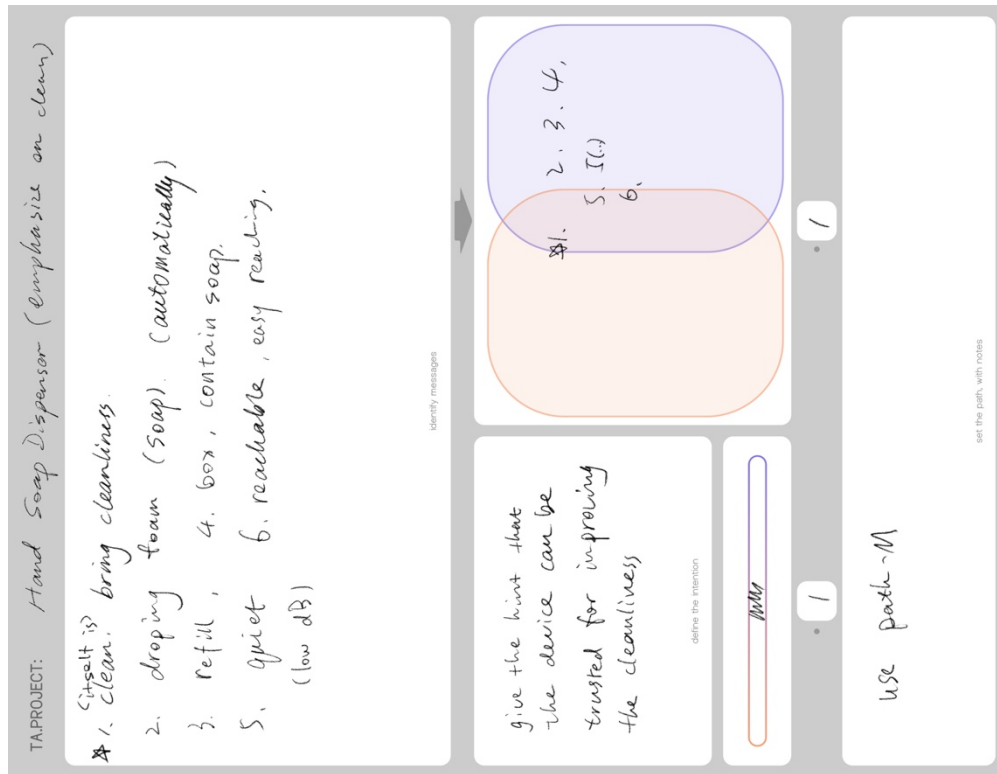 TA.PROJECT: Hand Soap Dispensor (emphasize on clean)
(itself is)
☆ 1. clean. bring cleanliness.
2. droping foam (soap). (automatically)
3. refill, 4. box, contain soap.
5. quiet 6. reachable, easy reaching.
(low dB)
identify messages
☆1. 2. 3. 4.
5. I(..)
6.
give the hint that
the device can be
trusted for improving
the cleanliness
define the intention
1
1
use path-M
set the path, with notes